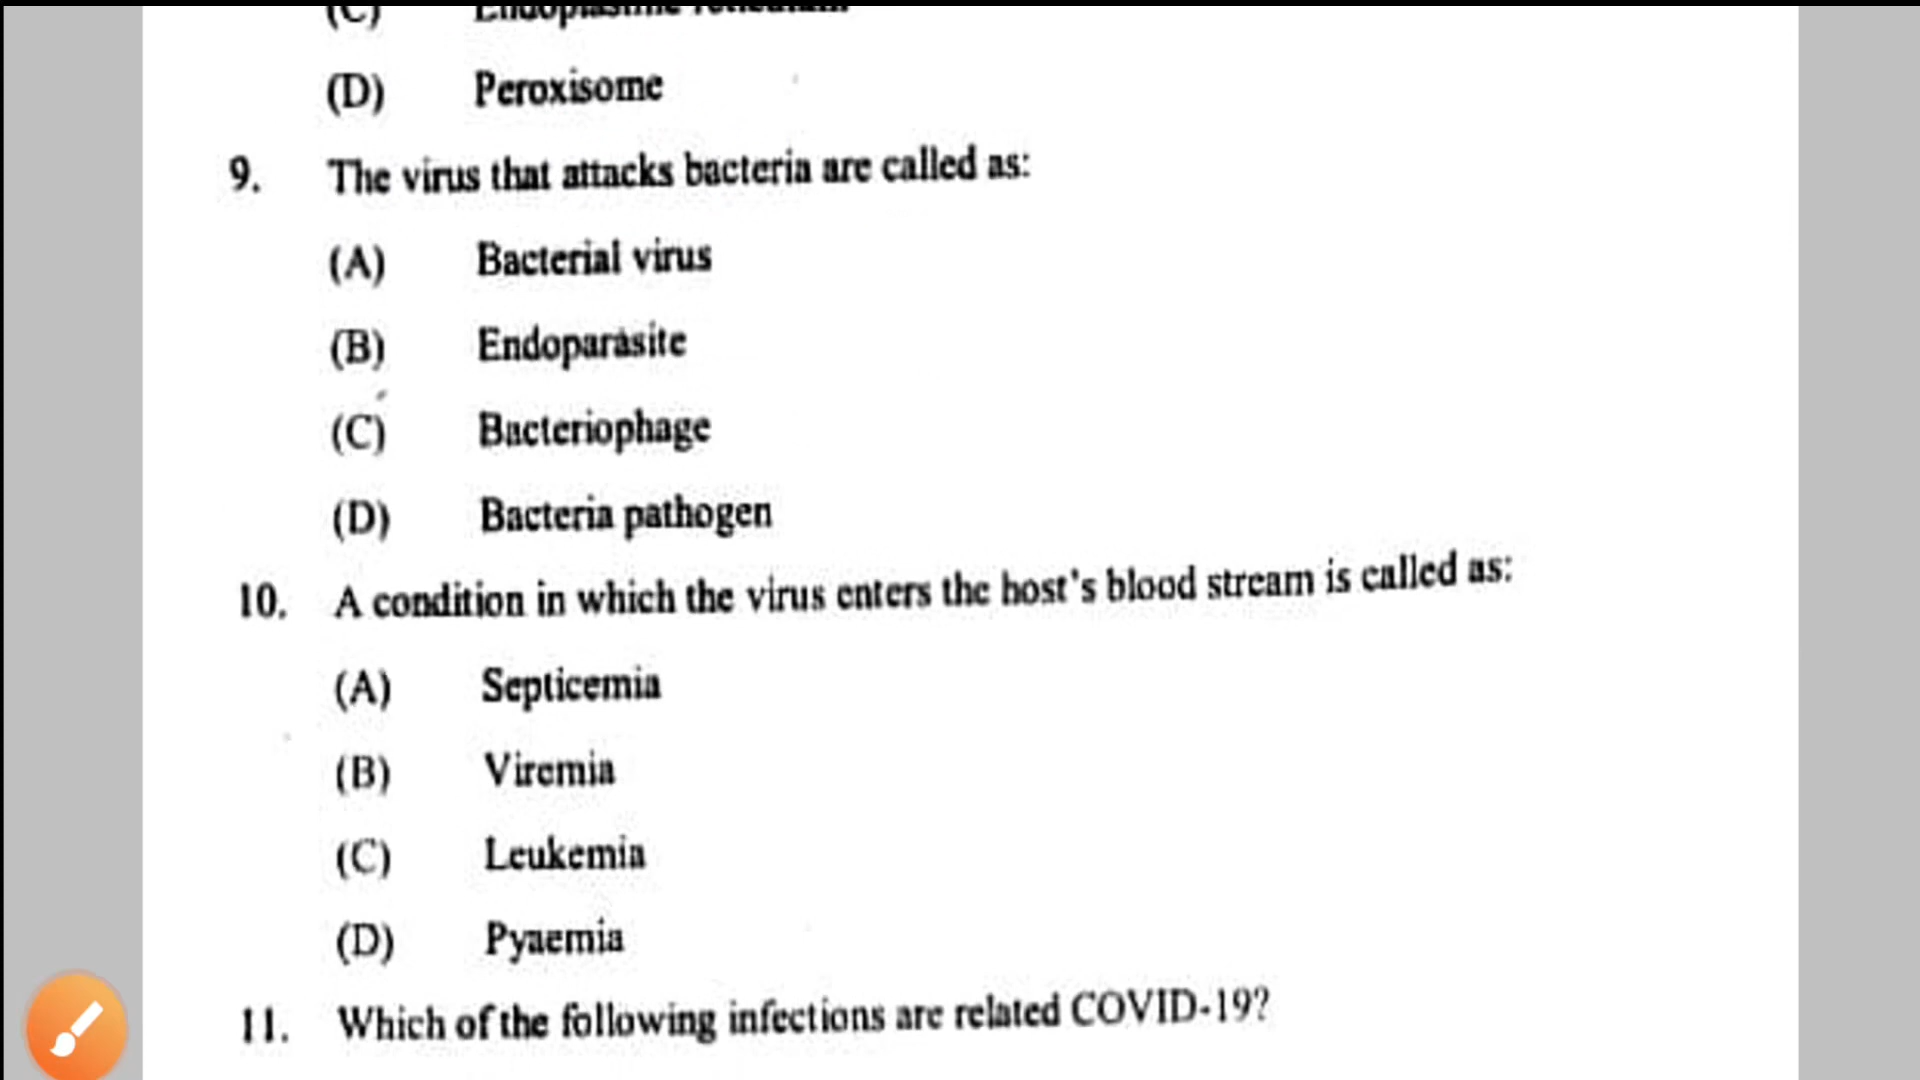 (C) Endoplasmic reticulum
(D) Peroxisome
9. The virus that attacks bacteria are called as:
(A) Bacterial virus
(B) Endoparasite
(C) Bacteriophage
(D) Bacteria pathogen
10. A condition in which the virus enters the host's blood stream is called as:
(A) Septicemia
(B) Viremia
(C) Leukemia
(D) Pyaemia
11. Which of the following infections are related COVID-19?